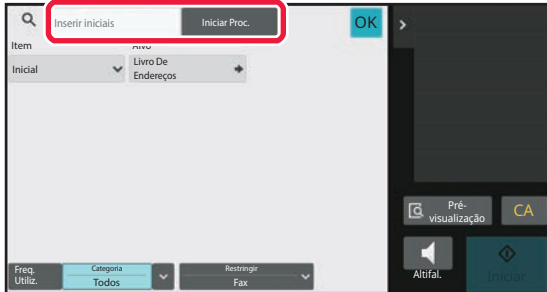 Inserir iniciais
Iniciar Proc.
OK
Item
Alvo
Inicial
Livro De
Endereços
Pré-
visualização
CA
Altifal.
Iniciar
Freq.
Utiliz.
Categoria
Todos
Restringir
Fax